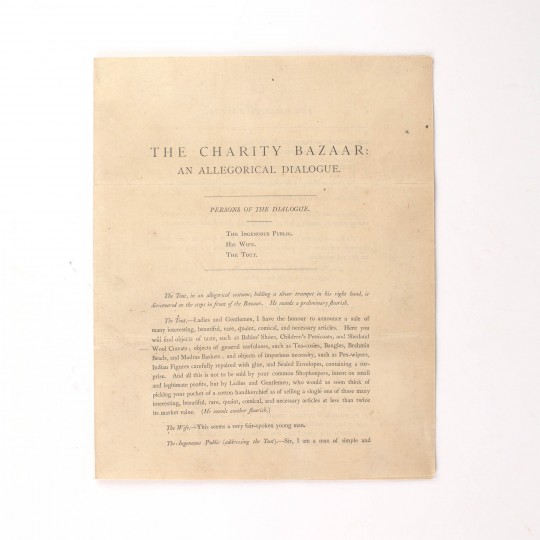 THE CHARITY BAZAAR:
AN ALLEGORICAL DIALOGUE.
PERSONS OF THE DIALOGUE.
THE INGENUOUS PUBLIC.
HIS WIFE.
THE TOUT.
The Tout, in an allegorical costume, holding a silver trumpet in his right hand, is
discovered on the steps in front of the Bazaar. He sounds a preliminary flourish.
The Tout.—Ladies and Gentlemen, I have the honour to announce a sale of
many interesting, beautiful, rare, quaint, comical, and necessary articles. Here you
will find objects of taste, such as Babies' Shoes, Children's Petticoats, and Shetland
Wool Cravats; objects of general usefulness, such as Tea-cosies, Bangles, Brahmin
Beads, and Madras Baskets; and objects of imperious necessity, such as Pen-wipers,
Indian Figures carefully repaired with glue, and Sealed Envelopes, containing a sur-
prise. And all this is not to be sold by your common Shopkeepers, intent on small
and legitimate profits, but by Ladies and Gentlemen, who would as soon think of
picking your pocket of a cotton handkerchief as of selling a single one of these many
interesting, beautiful, rare, quaint, comical, and necessary articles at less than twice
its market value. (He sounds another flourish.)
The Wife.—This seems a very fair-spoken young man.
The Ingenuous Public (addressing the Tout).—Sir, I am a man of simple and